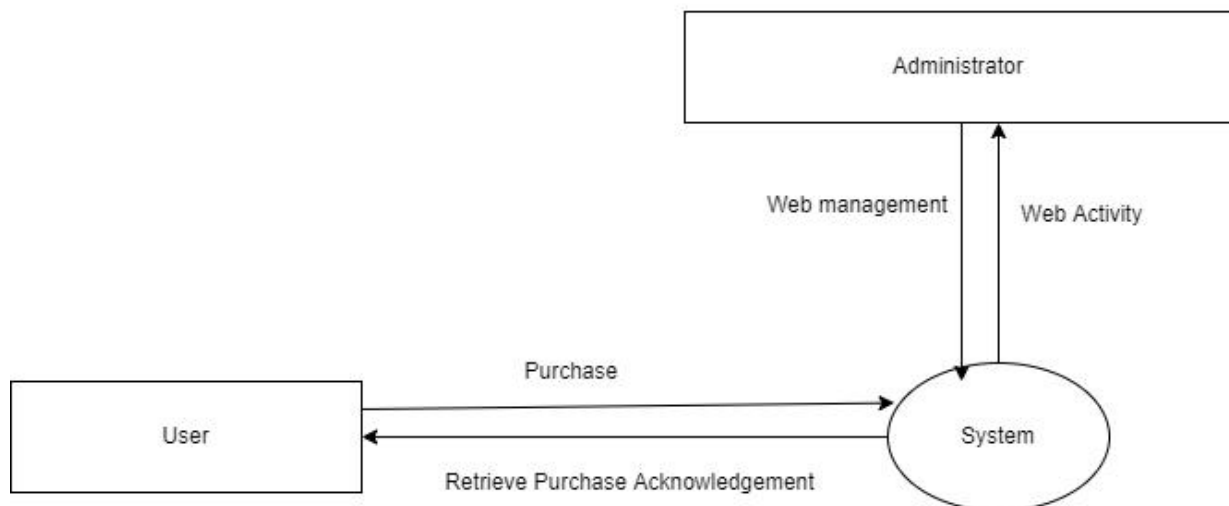 Administrator
Web management
Web Activity
Purchase
User
System
Retrieve Purchase Acknowledgement